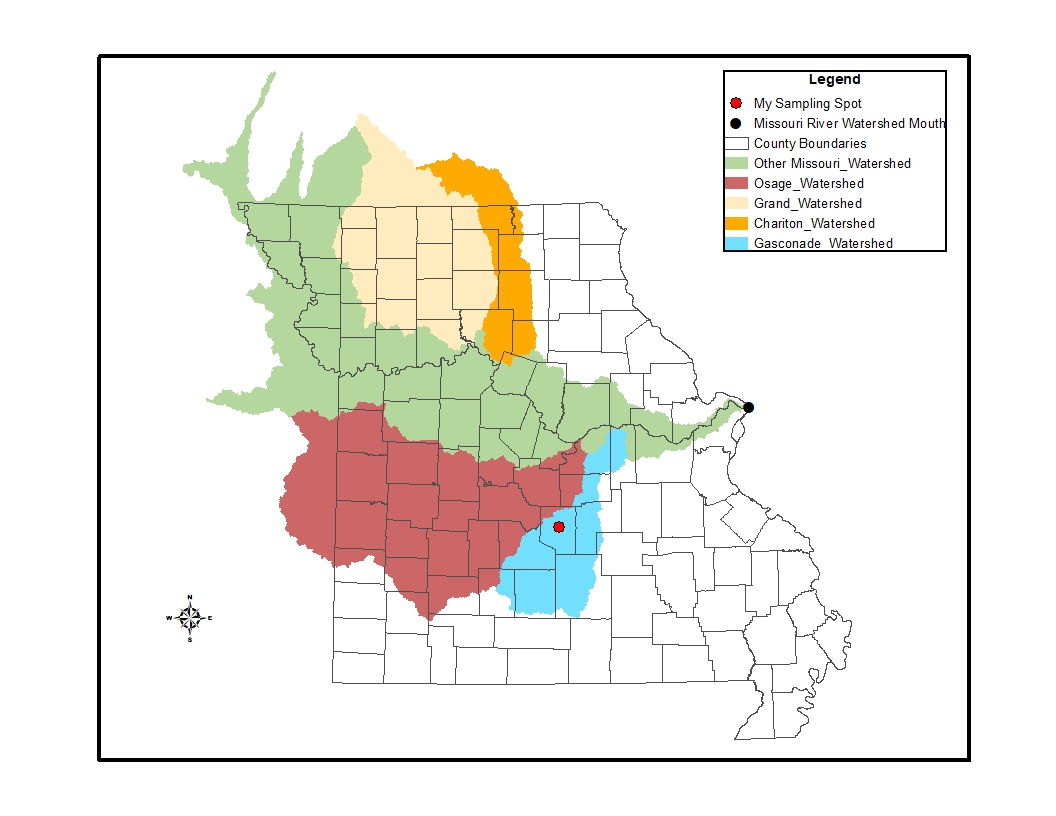 Legend
My Sampling Spot
Missouri River Watershed Mouth
County Boundaries
Other Missouri_Watershed
Osage_Watershed
Grand_Watershed
Chariton_Watershed
Gasconade_Watershed
N
W E
S